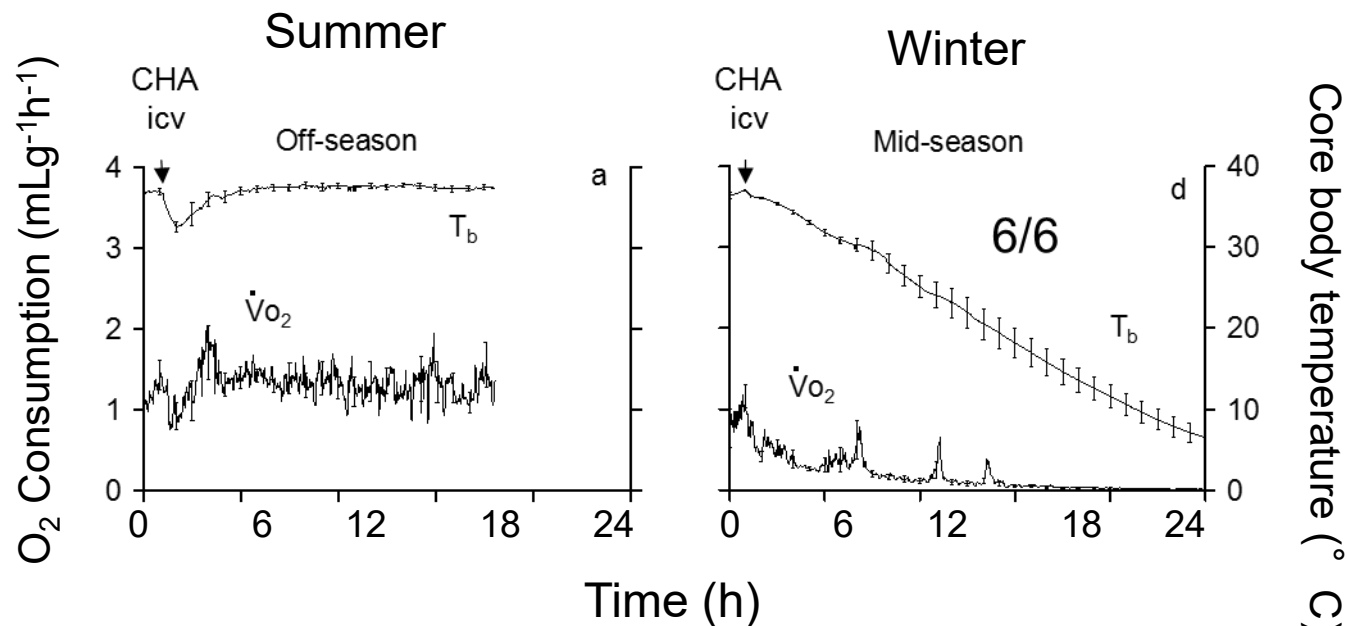 Summer
Winter
CHA
icv
CHA
icv
Off-season
Mid-season
O2 Consumption (mLg-1h-1)
4
3
2
1
0
a
Tb
V̇o2
0
6
12
18
24
d
6/6
Tb
V̇o2
40
30
20
10
0
0
6
12
18
24
Core body temperature (° C)
Time (h)